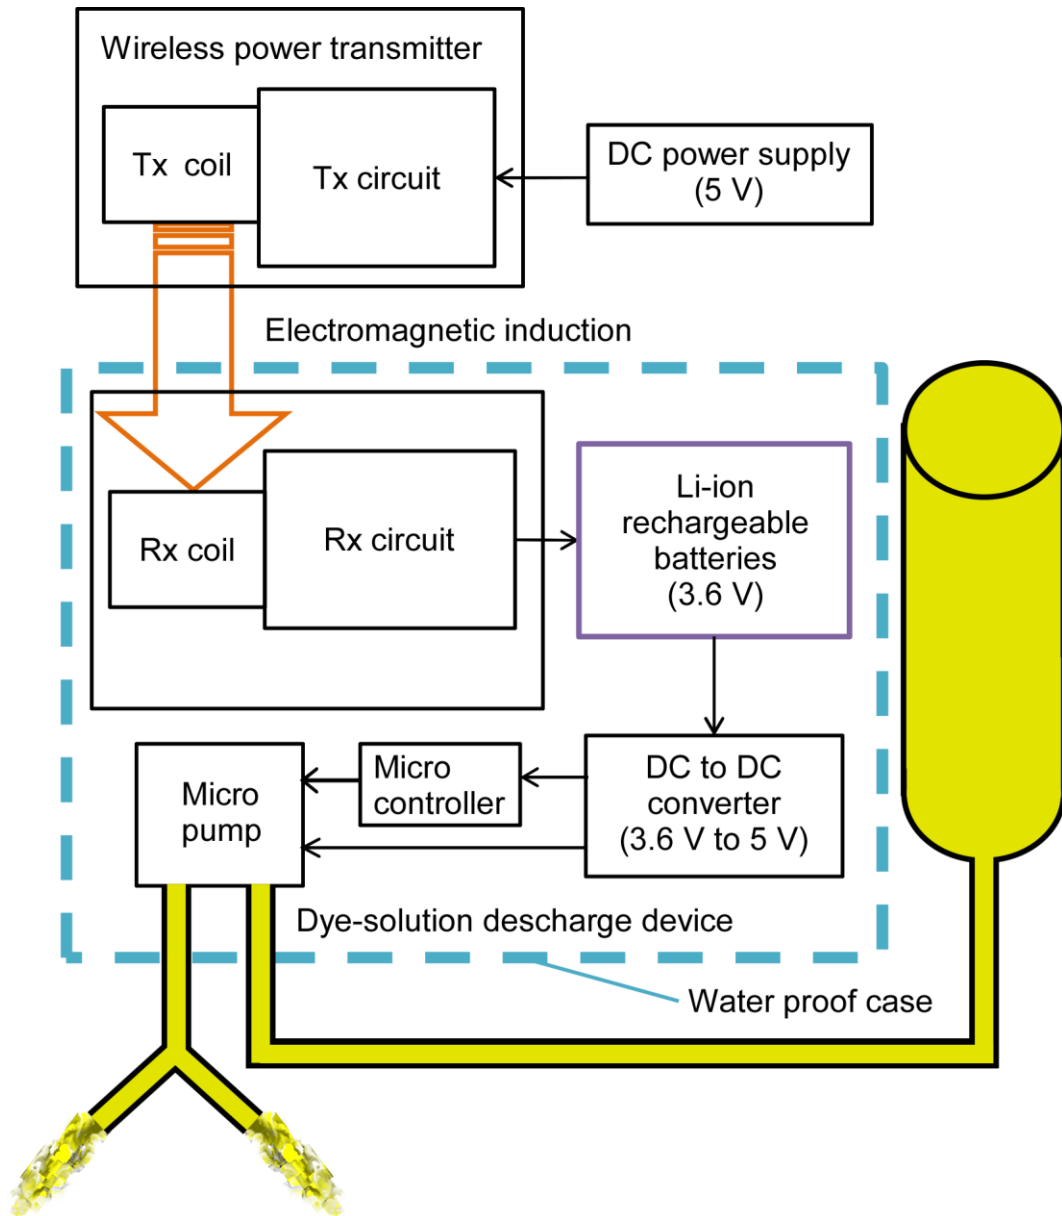 Wireless power transmitter
Tx coil
Tx circuit
DC power supply
(5 V)
Electromagnetic induction
Rx coil
Rx circuit
Li-ion
rechargeable
batteries
(3.6 V)
Micro
pump
Micro
controller
DC to DC
converter
(3.6 V to 5 V)
Dye-solution descharge device
Water proof case